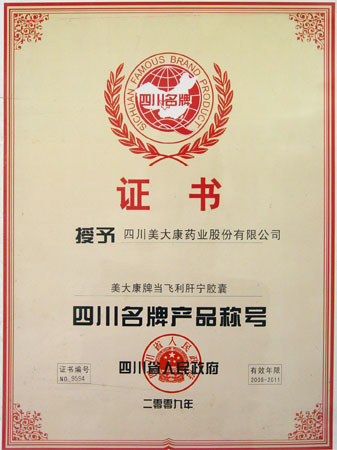 SICHUAN FAMOUS BRAND PRODUCT
四川名牌
证书
授予 四川美大康药业股份有限公司
美大康牌当飞利肝宁胶囊
四川名牌产品称号
证书编号
NO.9594
四川省人民政府
有效年限
2009-2011
二零零九年